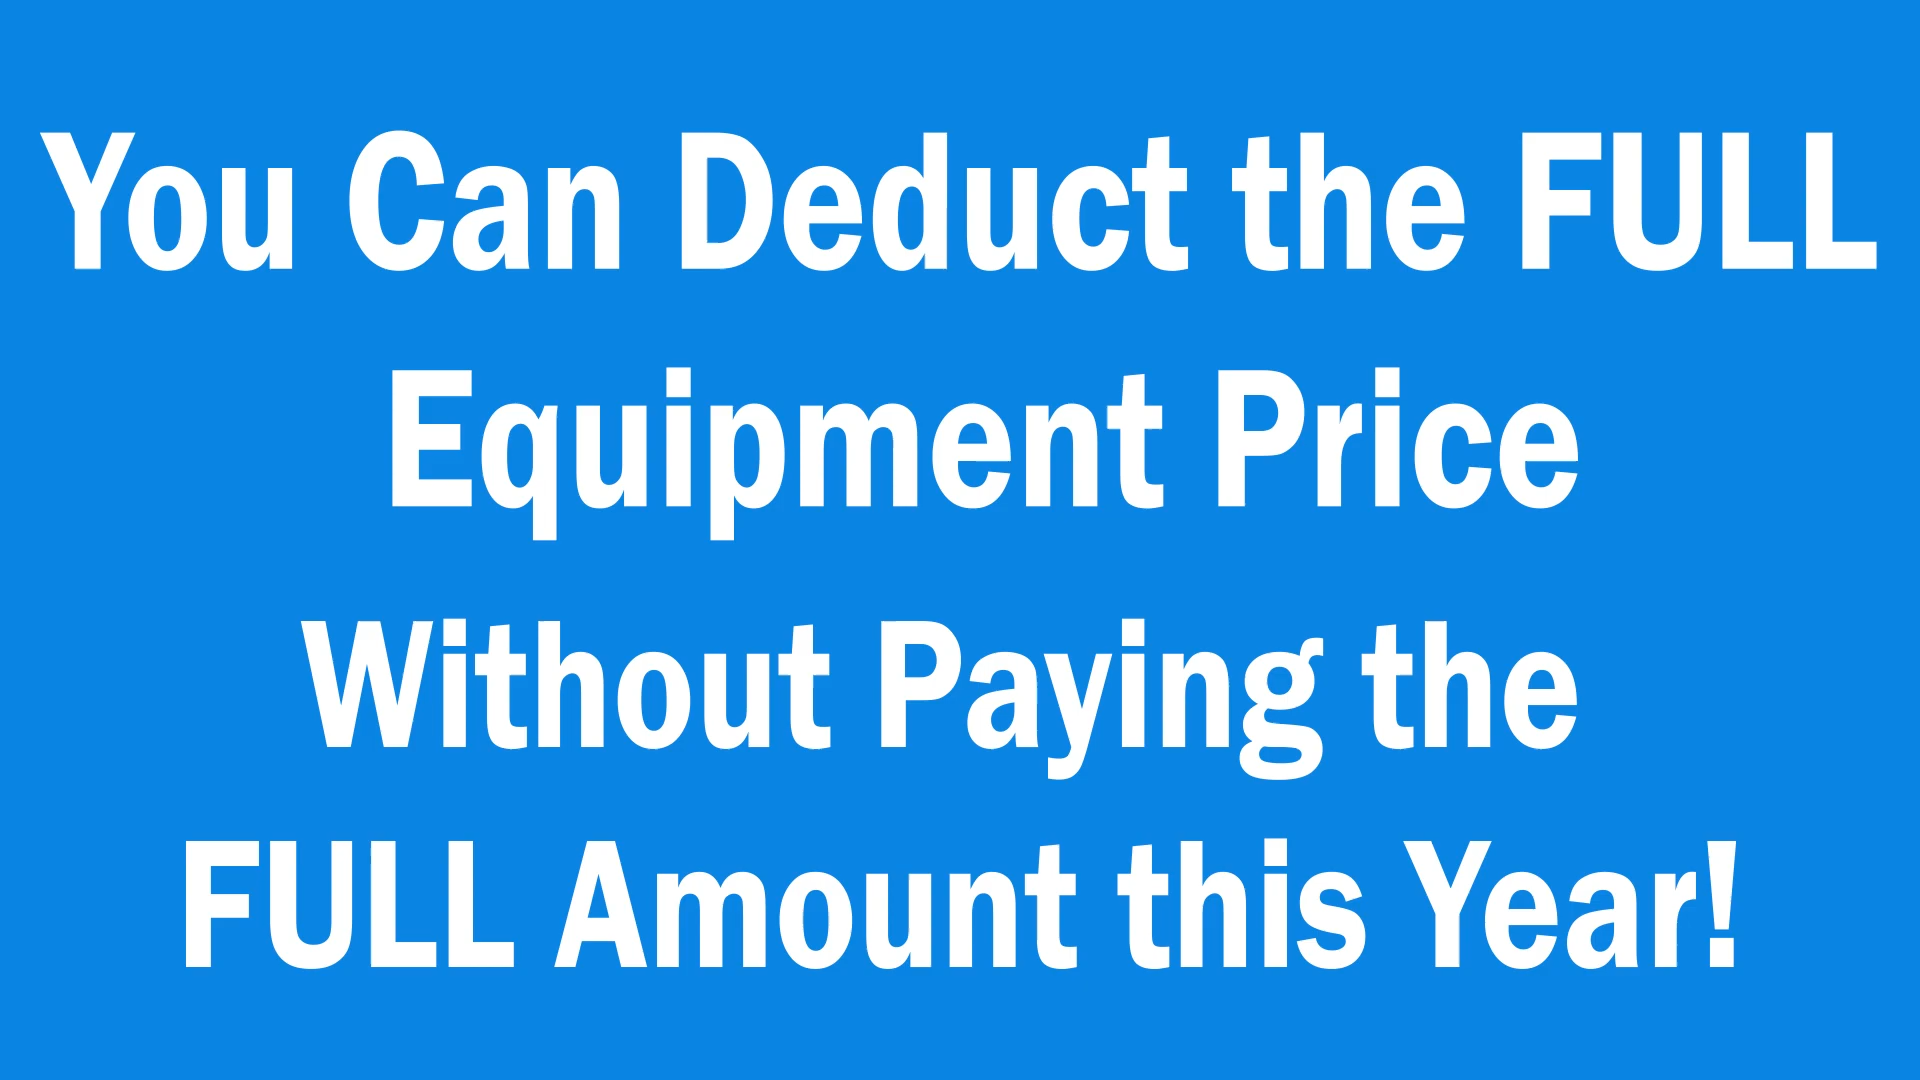 You Can Deduct the FULL
Equipment Price
Without Paying the
FULL Amount this Year!